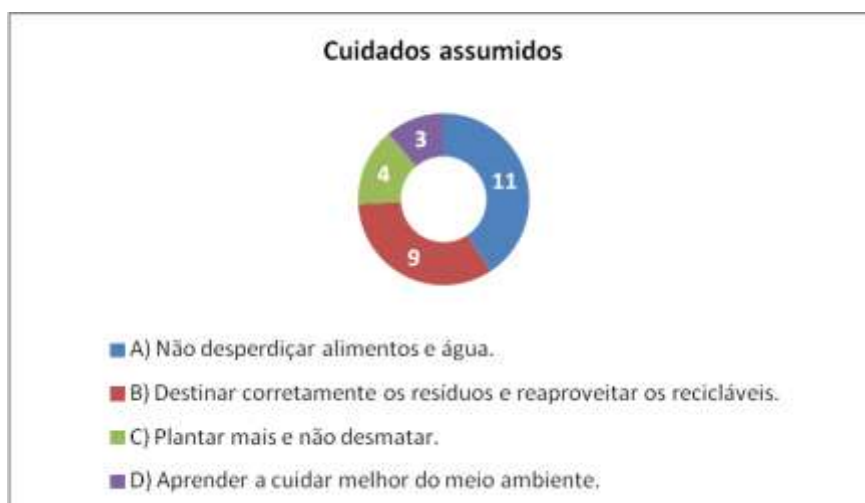 Cuidados assumidos
3
11
4
9
A) Não desperdiçar alimentos e água.
B) Destinar corretamente os resíduos e reaproveitar os recicláveis.
C) Plantar mais e não desmatar.
D) Aprender a cuidar melhor do meio ambiente.